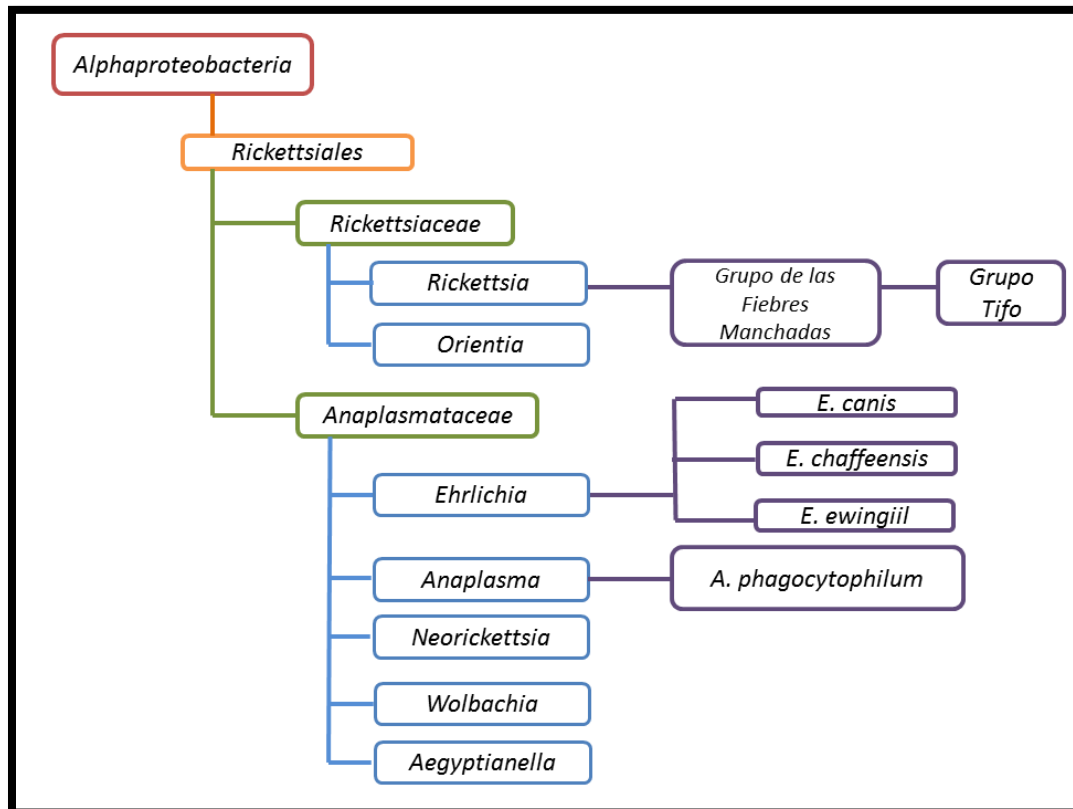 Alphaproteobacteria
Rickettsiales
Rickettsiaceae
Rickettsia
Grupo de las
Fiebres
Manchadas
Grupo
Tifo
Orientia
Anaplasmataceae
E. canis
E. chaffeensis
Ehrlichia
E. ewingiil
Anaplasma
A. phagocytophilum
Neorickettsia
Wolbachia
Aegyptianella